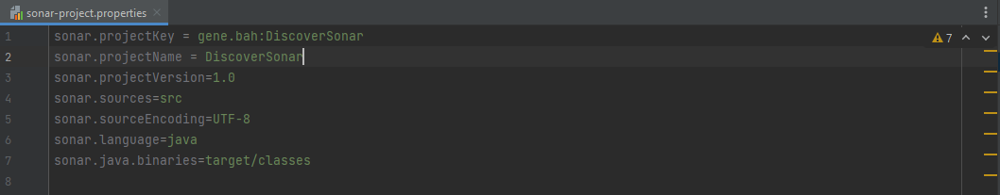 sonar-project.properties
1 sonar.projectKey = gene.bah:DiscoverSonar
7
2 sonar.projectName = DiscoverSonar
3 sonar.projectVersion=1.0
4 sonar.sources=src
5 sonar.sourceEncoding=UTF-8
6 sonar.language=java
7 sonar.java.binaries=target/classes
8